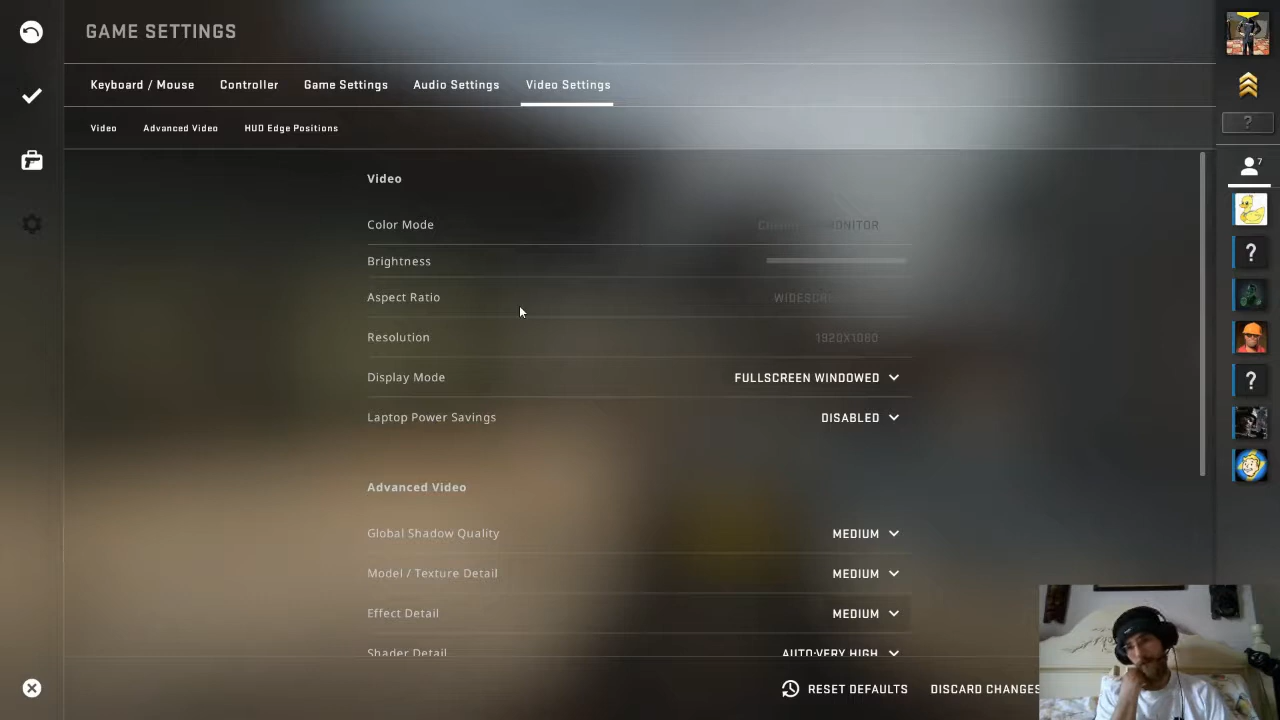 GAME SETTINGS
Keyboard / Mouse Controller Game Settings Audio Settings Video Settings
Video Advanced Video HUD Edge Positions
?
7
Video
Color Mode MONITOR
Brightness
?
Aspect Ratio
Resolution 1920X1080
Display Mode FULLSCREEN WINDOWED
?
Laptop Power Savings DISABLED
Advanced Video
Global Shadow Quality MEDIUM
Model / Texture Detail MEDIUM
Effect Detail MEDIUM
Shader Detail AUTO:VERY HIGH
RESET DEFAULTS DISCARD CHANGES